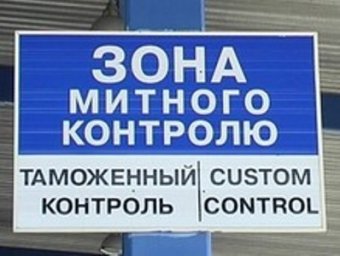 ЗОНА
МИТНОГО
КОНТРОЛЮ
ТАМОЖЕННЫЙ
КОНТРОЛЬ
CUSTOM
CONTROL